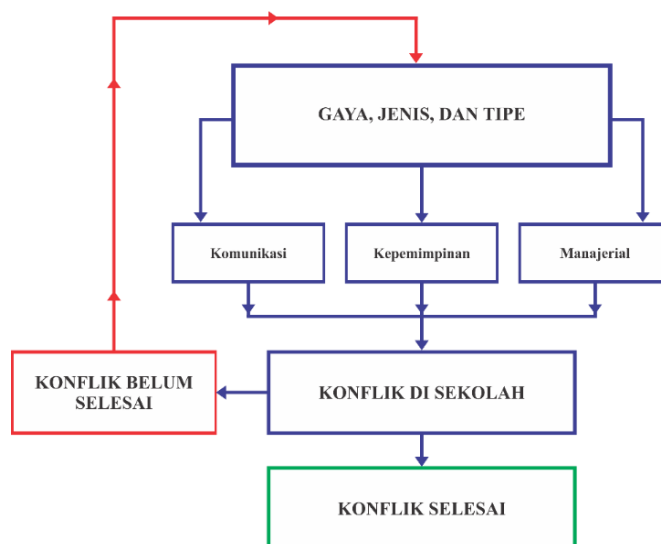 GAYA, JENIS, DAN TIPE
Komunikasi
Kepemimpinan
Manajerial
KONFLIK BELUM
SELESAI
KONFLIK DI SEKOLAH
KONFLIK SELESAI